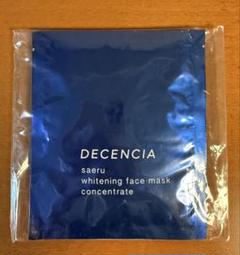 DECENCIA
saeru
whitening face mask
concentrate